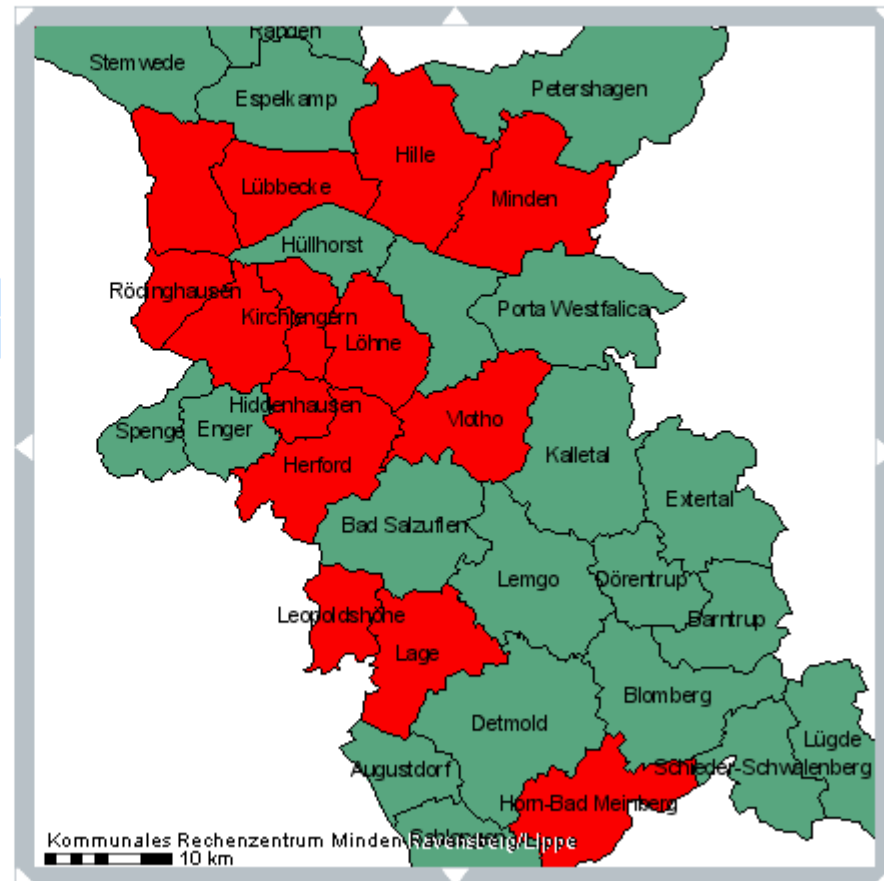 Randen
Stemwede
Espelkamp
Petershagen
Hille
Lübbecke
Minden
Hüllhorst
Rödinghausen
Porta Westfalica
Kirchlengern
Löhne
Hiddenhausen
Vlotho
Spenge
Enger
Kalletal
Herford
Extertal
Bad Salzuflen
Lemgo
Dörentrup
Leopoldshöhe
Barntrup
Lage
Blomberg
Detmold
Lügde
Augustdorf
Schieder-Schwalenberg
Horn-Bad Meinberg
Kommunales Rechenzentrum Minden-Ravensberg/Lippe
10 km